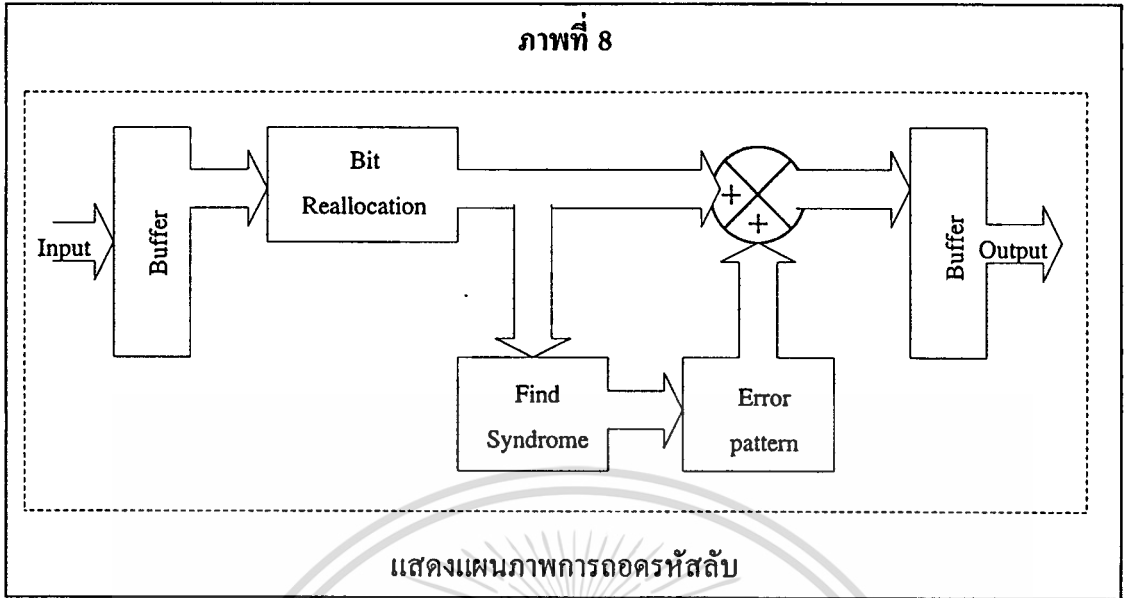 ภาพที่ 8
Input
Buffer
Bit
Reallocation
+
+
Buffer
Output
Find
Syndrome
Error
pattern
แสดงแผนภาพการถอดรหัสลับ